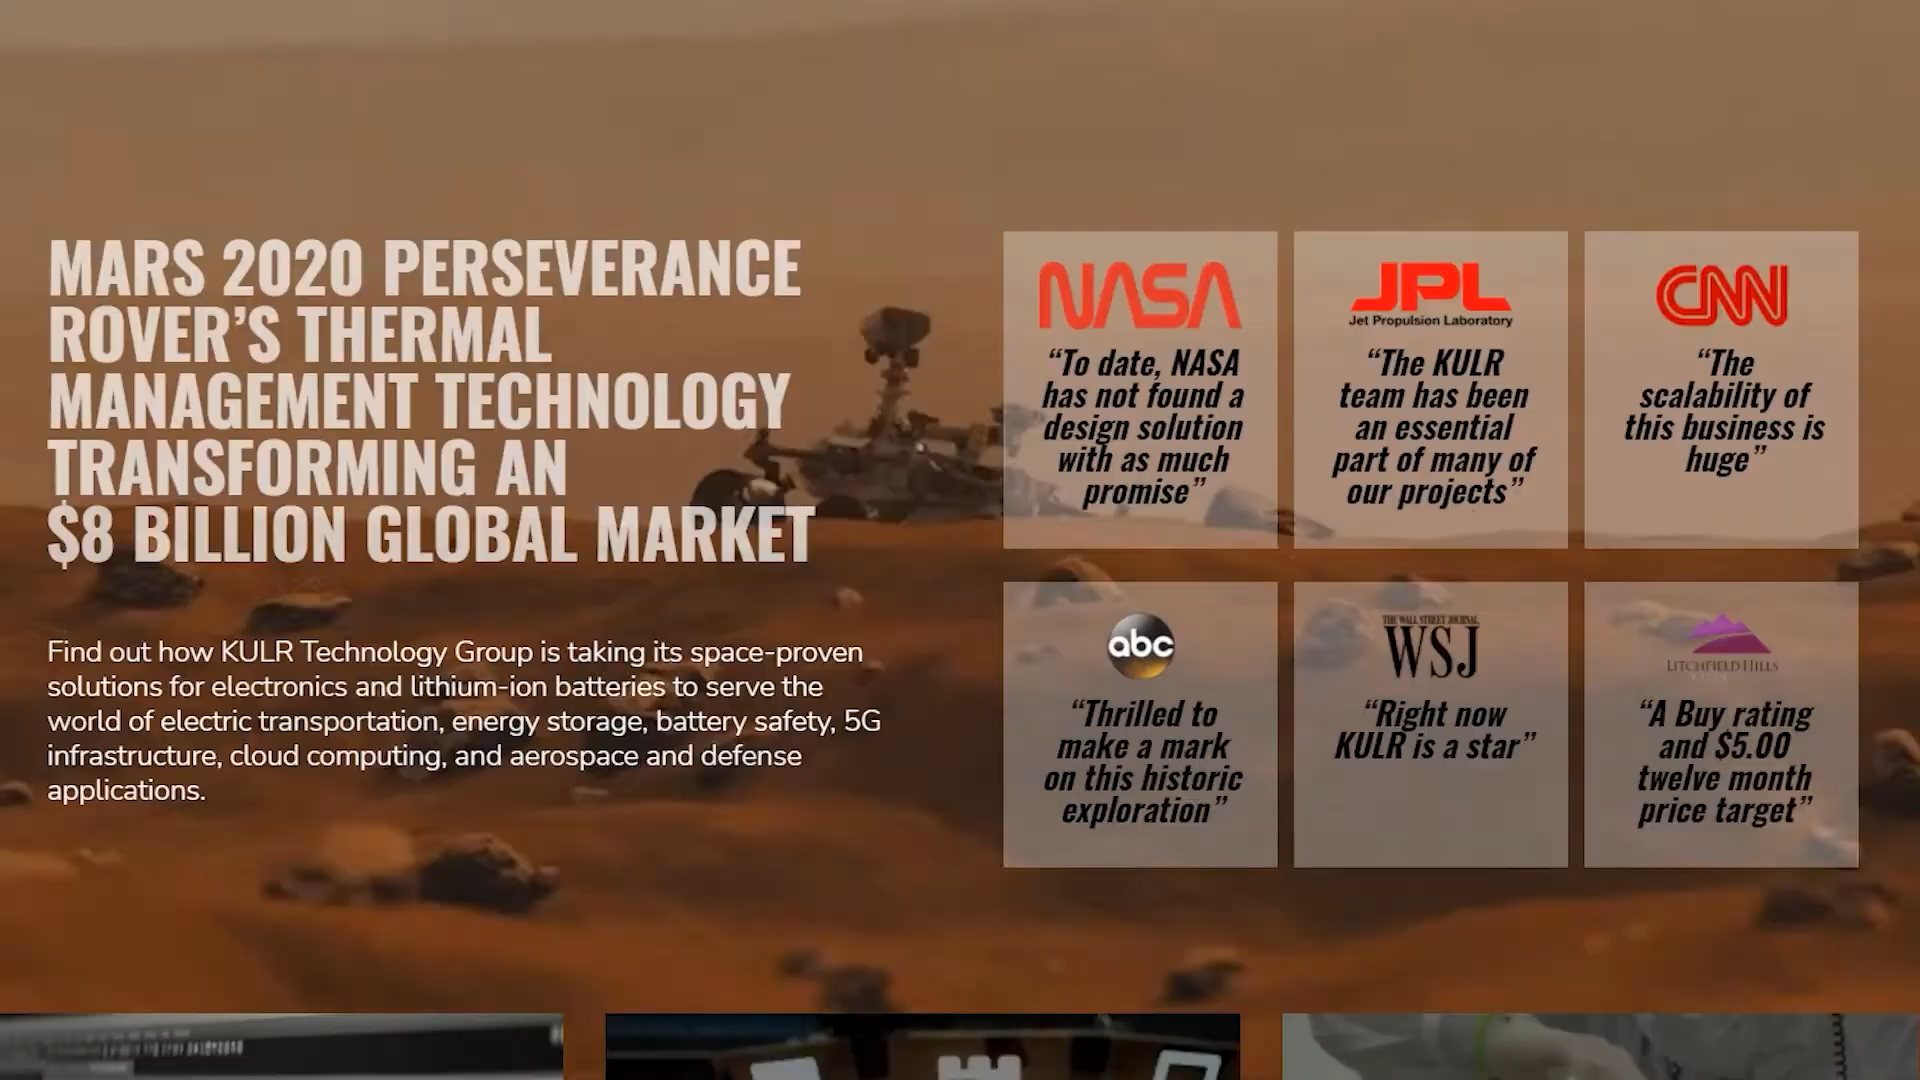 MARS 2020 PERSEVERANCE
ROVER’S THERMAL
MANAGEMENT TECHNOLOGY
TRANSFORMING AN
$8 BILLION GLOBAL MARKET
Find out how KULR Technology Group is taking its space-proven
solutions for electronics and lithium-ion batteries to serve the
world of electric transportation, energy storage, battery safety, 5G
infrastructure, cloud computing, and aerospace and defense
applications.
NASA
“To date, NASA
has not found a
design solution
with as much
promise”
JPL
Jet Propulsion Laboratory
“The KULR
team has been
an essential
part of many of
our projects”
CNN
“The
scalability of
this business is
huge”
abc
“Thrilled to
make a mark
on this historic
exploration”
THE WALL STREET JOURNAL
WSJ
“Right now
KULR is a star”
LITCHFIELD HILLS
“A Buy rating
and $5.00
twelve month
price target”